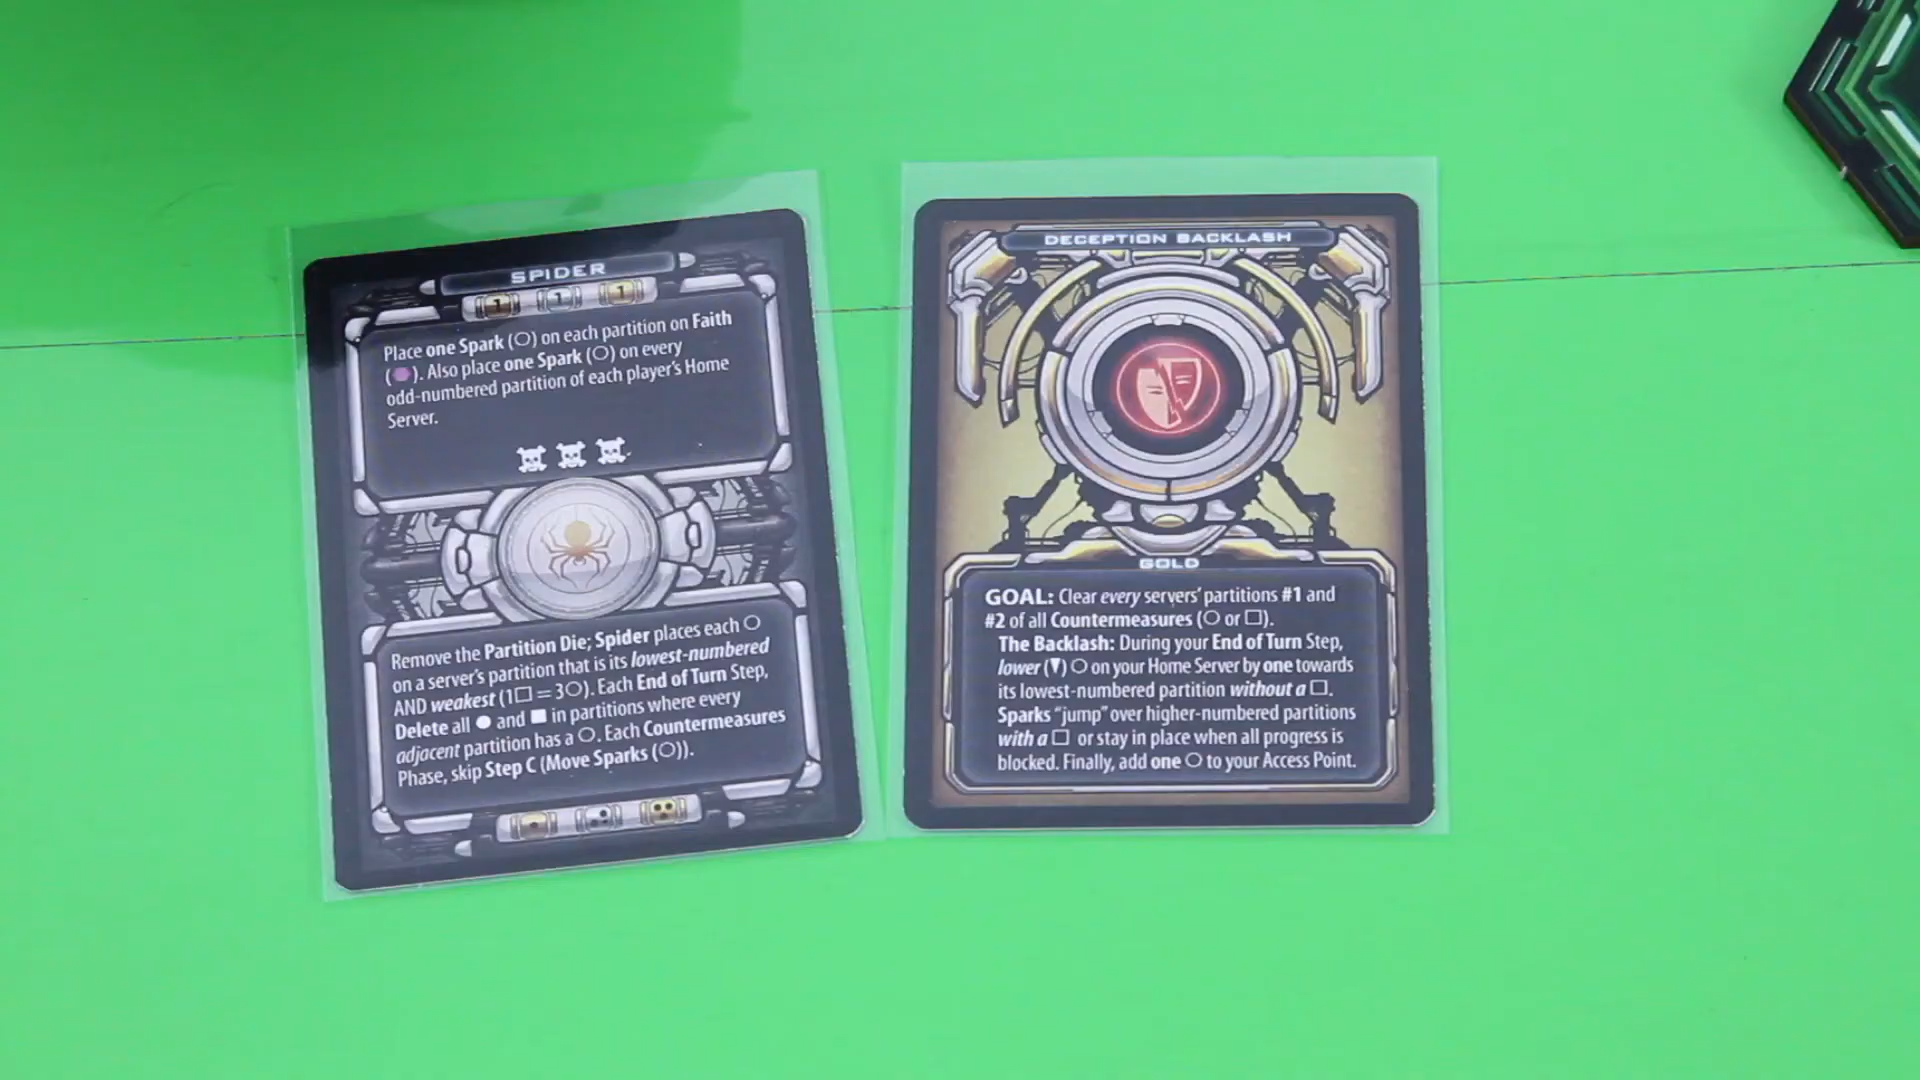 SPIDER
1 1 1
Place one Spark (○) on each partition on Faith
(⬣). Also place one Spark (○) on every
odd-numbered partition of each player's Home
Server.
Remove the Partition Die; Spider places each ○
on a server's partition that is its lowest-numbered
AND weakest (1□ = 3○). Each End of Turn Step,
Delete all ● and ■ in partitions where every
adjacent partition has a ○. Each Countermeasures
Phase, skip Step C (Move Sparks (○)).
DECEPTION BACKLASH
GOLD
GOAL: Clear every servers' partitions #1 and
#2 of all Countermeasures (○ or □).
The Backlash: During your End of Turn Step,
lower (▼) ○ on your Home Server by one towards
its lowest-numbered partition without a □.
Sparks "jump" over higher-numbered partitions
with a □ or stay in place when all progress is
blocked. Finally, add one ○ to your Access Point.